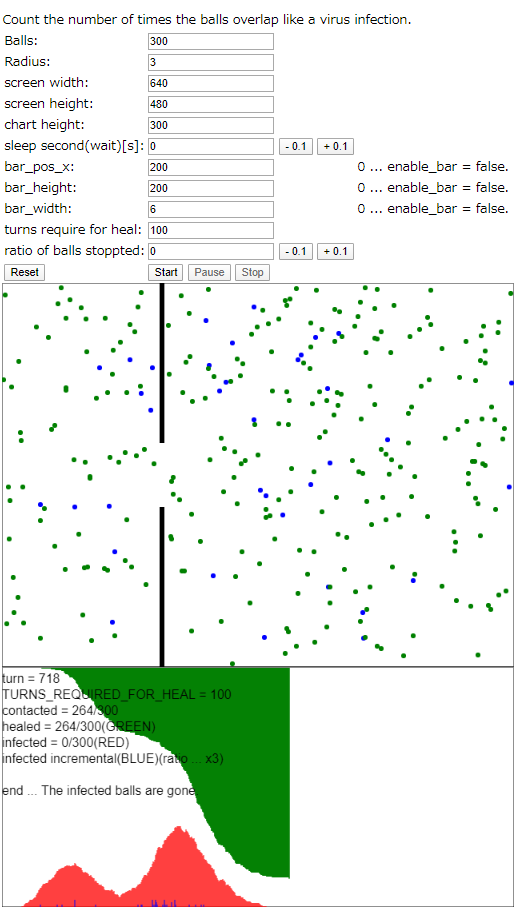 Count the number of times the balls overlap like a virus infection.
Balls: 300
Radius: 3
screen width: 640
screen height: 480
chart height: 300
sleep second(wait)[s]: 0 - 0.1 + 0.1
bar_pos_x: 200 0 ... enable_bar = false.
bar_height: 200 0 ... enable_bar = false.
bar_width: 6 0 ... enable_bar = false.
turns require for heal: 100
ratio of balls stoppted: 0 - 0.1 + 0.1
Reset Start Pause Stop
turn = 718
TURNS_REQUIRED_FOR_HEAL = 100
contacted = 264/300
healed = 264/300(GREEN)
infected = 0/300(RED)
infected incremental(BLUE)(ratio ... x3)
end ... The infected balls are gone.